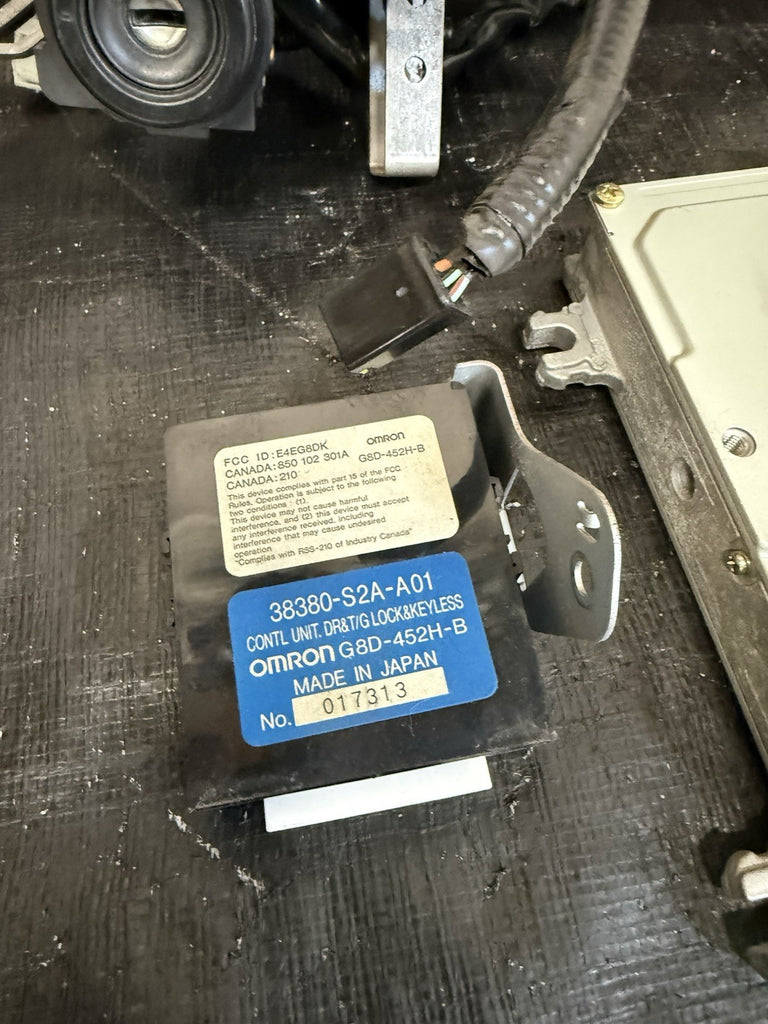 FCC ID:E4EG8DK OMRON
CANADA:850 102 301A G8D-452H-B
CANADA:210
This device complies with part 15 of the FCC
Rules, Operation is subject to the following
two conditions : (1).
This device may not cause harmful
interference, and (2) this device must accept
any interference received, including
interference that may cause undesired
operation
"Complies with RSS-210 of Industry Canada"
38380-S2A-A01
CONTL UNIT. DR&T/G LOCK&KEYLESS
OMRON G8D-452H-B
MADE IN JAPAN
No. 017313